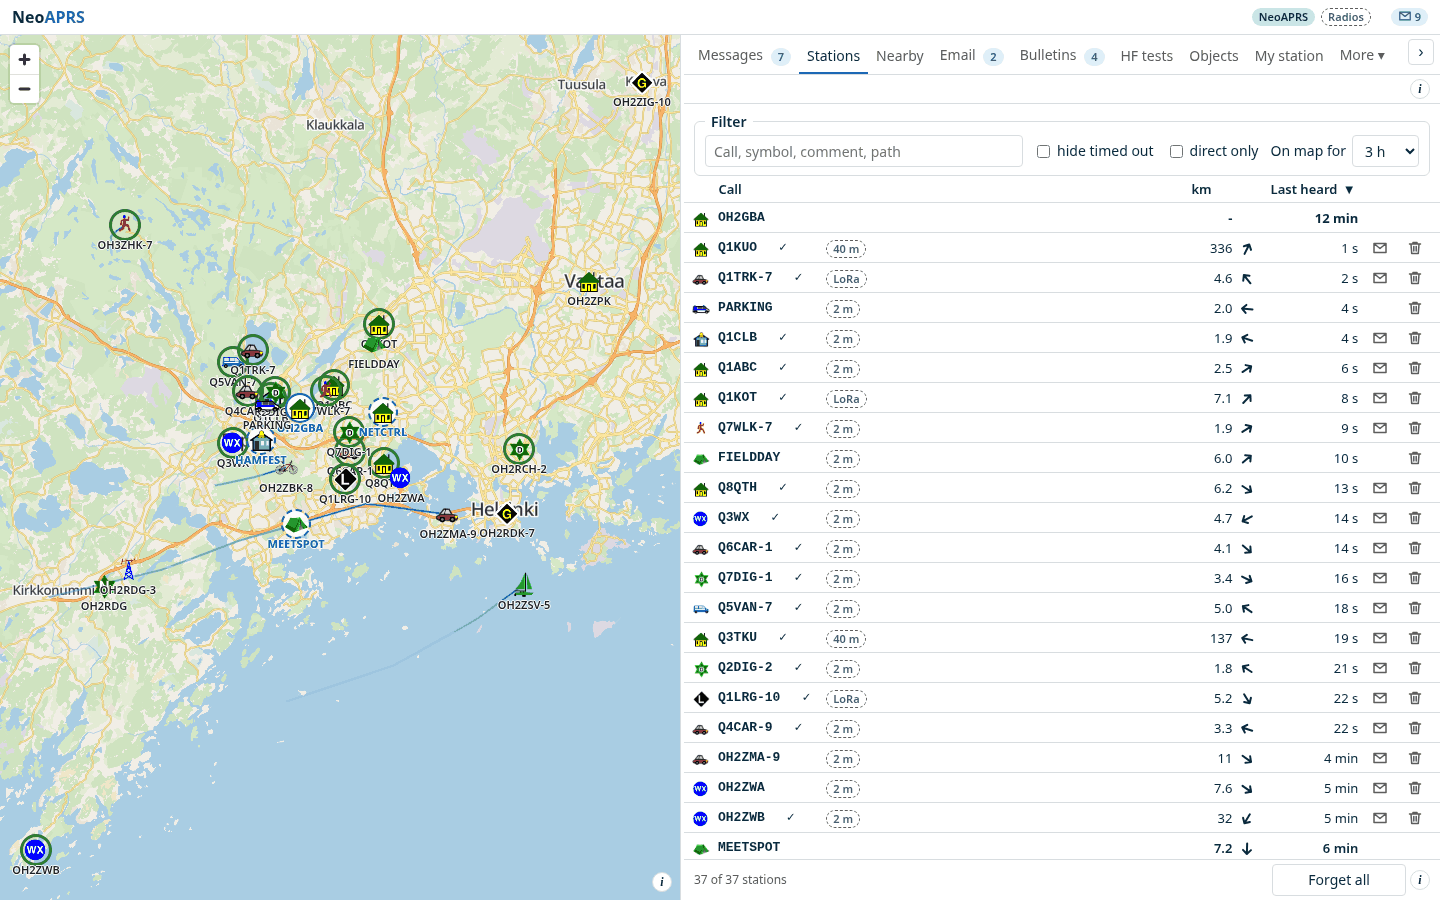 NeoAPRS
NeoAPRS
Radios
9
Messages 7
Stations
Nearby
Email 2
Bulletins 4
HF tests
Objects
My station
More ▾
›
i
Filter
Call, symbol, comment, path
hide timed out
direct only
On map for
3 h
Call
km
Last heard ▼
OH2GBA - 12 min
Q1KUO ✓ 40 m 336 1 s
Q1TRK-7 ✓ LoRa 4.6 2 s
PARKING 2 m 2.0 4 s
Q1CLB ✓ 2 m 1.9 4 s
Q1ABC ✓ 2 m 2.5 6 s
Q1KOT ✓ LoRa 7.1 8 s
Q7WLK-7 ✓ 2 m 1.9 9 s
FIELDDAY 2 m 6.0 10 s
Q8QTH ✓ 2 m 6.2 13 s
Q3WX ✓ 2 m 4.7 14 s
Q6CAR-1 ✓ 2 m 4.1 14 s
Q7DIG-1 ✓ 2 m 3.4 16 s
Q5VAN-7 ✓ 2 m 5.0 18 s
Q3TKU ✓ 40 m 137 19 s
Q2DIG-2 ✓ 2 m 1.8 21 s
Q1LRG-10 ✓ LoRa 5.2 22 s
Q4CAR-9 ✓ 2 m 3.3 22 s
OH2ZMA-9 2 m 11 4 min
OH2ZWA 2 m 7.6 5 min
OH2ZWB ✓ 2 m 32 5 min
MEETSPOT 7.2 6 min
37 of 37 stations
Forget all
i
+
−
Tuusula
OH2ZIG-10
Klaukkala
OH3ZHK-7
OH2ZPK
FIELDDAY
Q1TRK-7
Q5VAN-7
PARKING
NETCTRL
HAMFEST
Q7DIG-1
OH2RCH-2
OH2ZBK-8
Q1LRG-10
OH2ZWA
OH2ZMA-9
OH2RDK-7
MEETSPOT
Kirkkonummi
OH2RDG-3
OH2RDG
OH2ZSV-5
WX
OH2ZWB
i